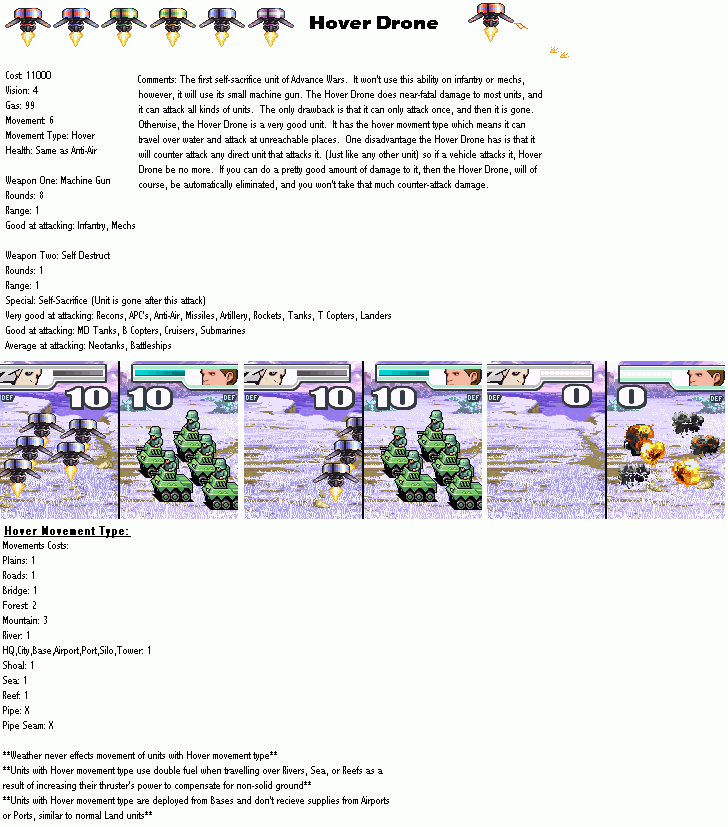 Hover Drone
Cost: 11000
Vision: 4
Gas: 99
Movement: 6
Movement Type: Hover
Health: Same as Anti-Air
Comments: The first self-sacrifice unit of Advance Wars. It won't use this ability on infantry or mechs,
however, it will use its small machine gun. The Hover Drone does near-fatal damage to most units, and
it can attack all kinds of units. The only drawback is that it can only attack once, and then it is gone.
Otherwise, the Hover Drone is a very good unit. It has the hover movment type which means it can
travel over water and attack at unreachable places. One disadvantage the Hover Drone has is that it
will counter attack any direct unit that attacks it. (Just like any other unit) so if a vehicle attacks it, Hover
Drone be no more. If you can do a pretty good amount of damage to it, then the Hover Drone, will of
course, be automatically eliminated, and you won't take that much counter-attack damage.
Weapon One: Machine Gun
Rounds: 8
Range: 1
Good at attacking: Infantry, Mechs
Weapon Two: Self Destruct
Rounds: 1
Range: 1
Special: Self-Sacrifice (Unit is gone after this attack)
Very good at attacking: Recons, APC's, Anti-Air, Missiles, Artillery, Rockets, Tanks, T Copters, Landers
Good at attacking: MD Tanks, B Copters, Cruisers, Submarines
Average at attacking: Neotanks, Battleships
DEF 10
10 DEF
DEF 10
10 DEF
DEF 0
0 DEF
Hover Movement Type:
Movements Costs:
Plains: 1
Roads: 1
Bridge: 1
Forest: 2
Mountain: 3
River: 1
HQ,City,Base,Airport,Port,Silo,Tower: 1
Shoal: 1
Sea: 1
Reef: 1
Pipe: X
Pipe Seam: X
**Weather never effects movement of units with Hover movement type**
**Units with Hover movement type use double fuel when travelling over Rivers, Sea, or Reefs as a
result of increasing their thruster's power to compensate for non-solid ground**
**Units with Hover movement type are deployed from Bases and don't recieve supplies from Airports
or Ports, similar to normal Land units**